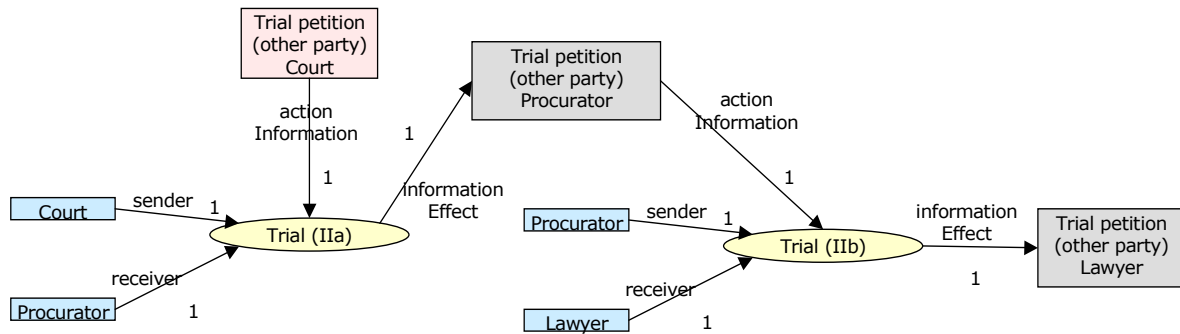 Trial petition
(other party)
Court
Trial petition
(other party)
Procurator
action
Information
action
Information
1
1
1
information
Effect
Court
sender
1
Trial (IIa)
receiver
Procurator
1
Procurator
sender
1
Trial (IIb)
information
Effect
1
Trial petition
(other party)
Lawyer
receiver
Lawyer
1